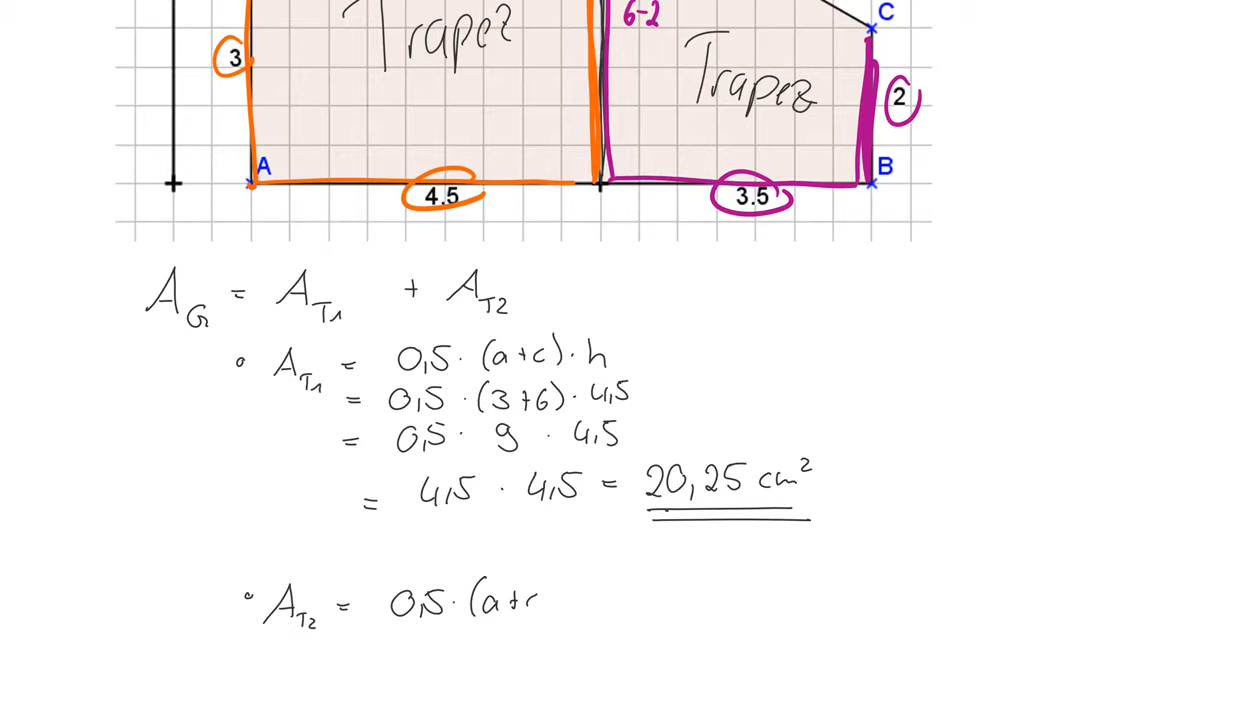 6-2
C
3
Trapez
Trapez
2
A
B
4.5
3.5
A_G = A_T1 + A_T2
° A_T1 = 0,5 · (a+c) · h
= 0,5 · (3+6) · 4,5
= 0,5 · 9 · 4,5
= 4,5 · 4,5 = 20,25 cm²
° A_T2 = 0,5 · (a+c